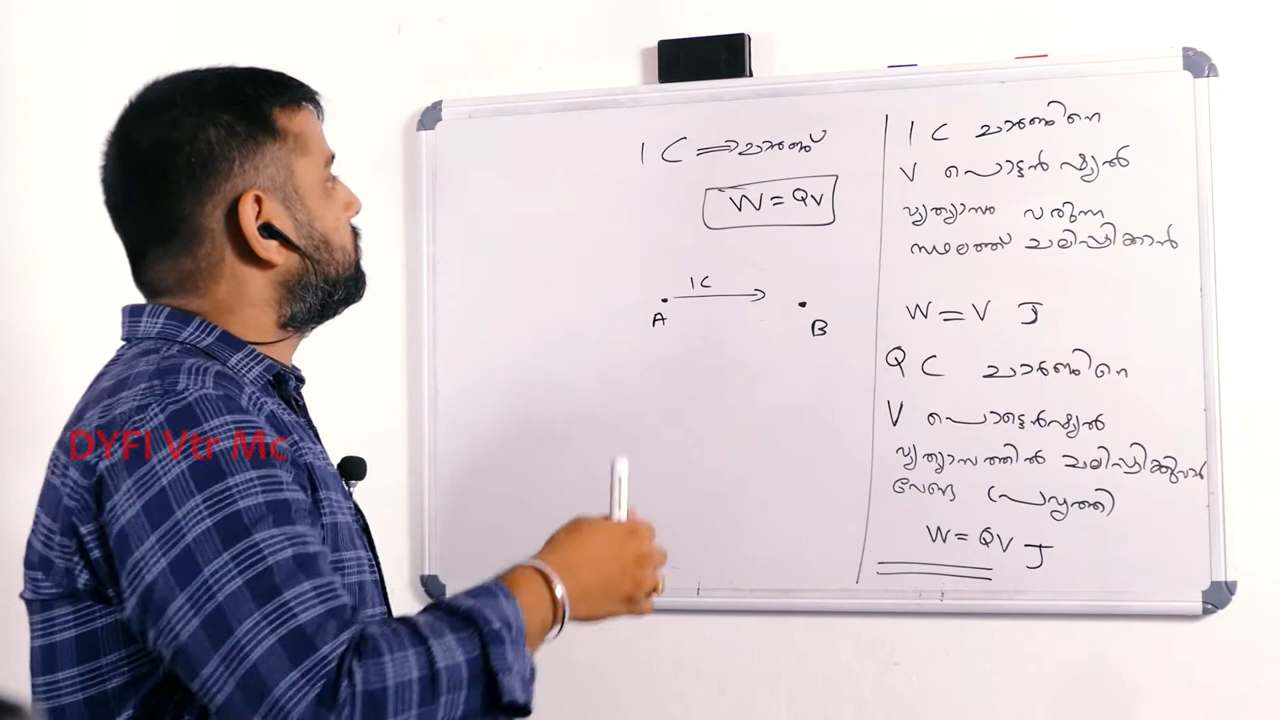 1 C ⟹ ചാർജ്
W = QV
1C
A
B
1 C ചാർജിനെ
V പൊട്ടൻഷ്യൽ
വ്യത്യാസം വരുന്ന
സ്ഥലത്ത് ചലിപ്പിക്കാൻ
W = V J
Q C ചാർജിനെ
V പൊട്ടെൻഷ്യൽ
വ്യത്യാസത്തിൽ ചലിപ്പിക്കുവാൻ
വേണ്ട പ്രവൃത്തി
W = QV J
DYFI Vtr Mc